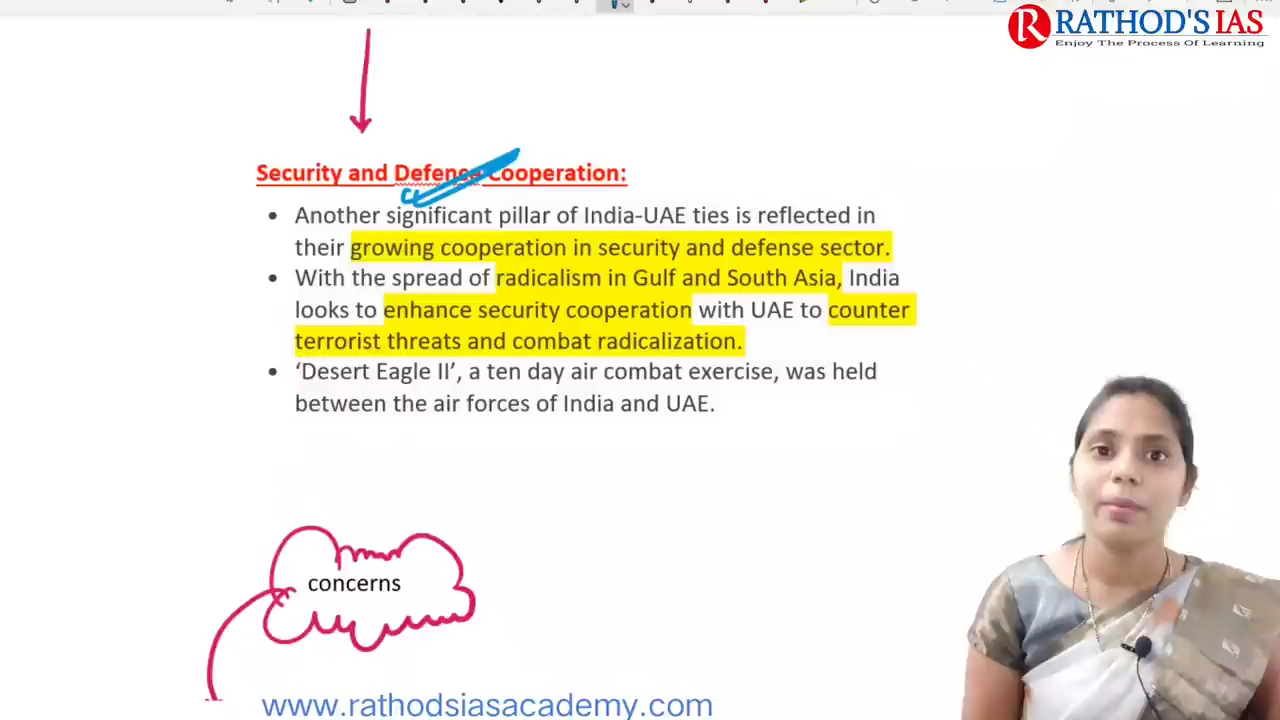 RATHOD'S IAS
Enjoy The Process Of Learning
Security and Defense Cooperation:
• Another significant pillar of India-UAE ties is reflected in
their growing cooperation in security and defense sector.
• With the spread of radicalism in Gulf and South Asia, India
looks to enhance security cooperation with UAE to counter
terrorist threats and combat radicalization.
• ‘Desert Eagle II’, a ten day air combat exercise, was held
between the air forces of India and UAE.
concerns
www.rathodsiasacademy.com